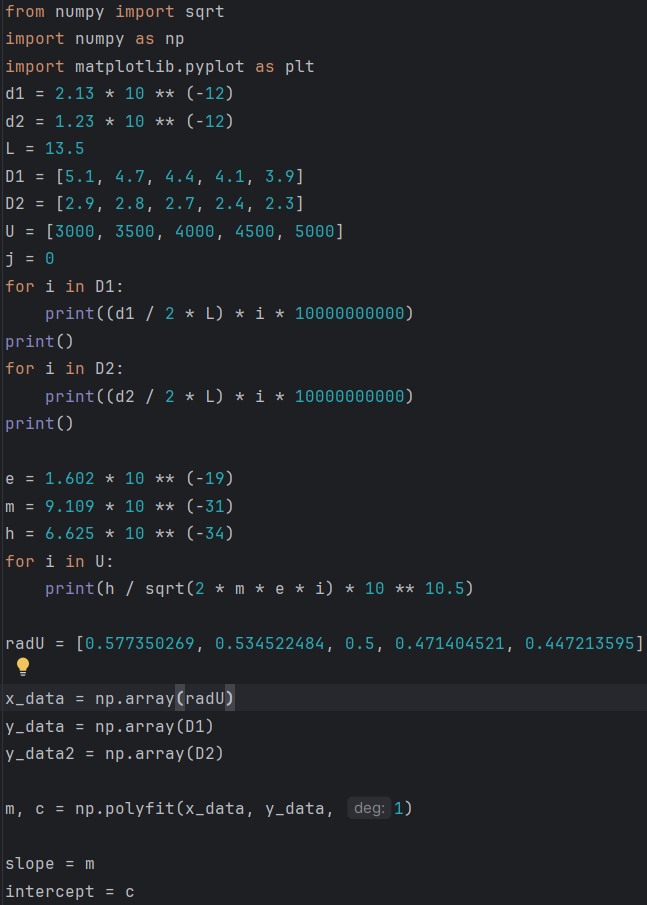 from numpy import sqrt
import numpy as np
import matplotlib.pyplot as plt
d1 = 2.13 * 10 ** (-12)
d2 = 1.23 * 10 ** (-12)
L = 13.5
D1 = [5.1, 4.7, 4.4, 4.1, 3.9]
D2 = [2.9, 2.8, 2.7, 2.4, 2.3]
U = [3000, 3500, 4000, 4500, 5000]
j = 0
for i in D1:
    print((d1 / 2 * L) * i * 10000000000)
print()
for i in D2:
    print((d2 / 2 * L) * i * 10000000000)
print()

e = 1.602 * 10 ** (-19)
m = 9.109 * 10 ** (-31)
h = 6.625 * 10 ** (-34)
for i in U:
    print(h / sqrt(2 * m * e * i) * 10 ** 10.5)

radU = [0.577350269, 0.534522484, 0.5, 0.471404521, 0.447213595]

x_data = np.array(radU)
y_data = np.array(D1)
y_data2 = np.array(D2)

m, c = np.polyfit(x_data, y_data, deg: 1)

slope = m
intercept = c